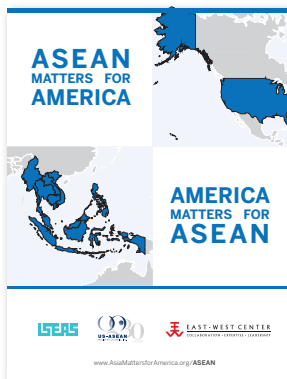 ASEAN
MATTERS FOR
AMERICA
AMERICA
MATTERS FOR
ASEAN
ISEAS
US-ASEAN
EAST-WEST CENTER
COLLABORATION • EXPERTISE • LEADERSHIP
www.AsiaMattersforAmerica.org/ASEAN